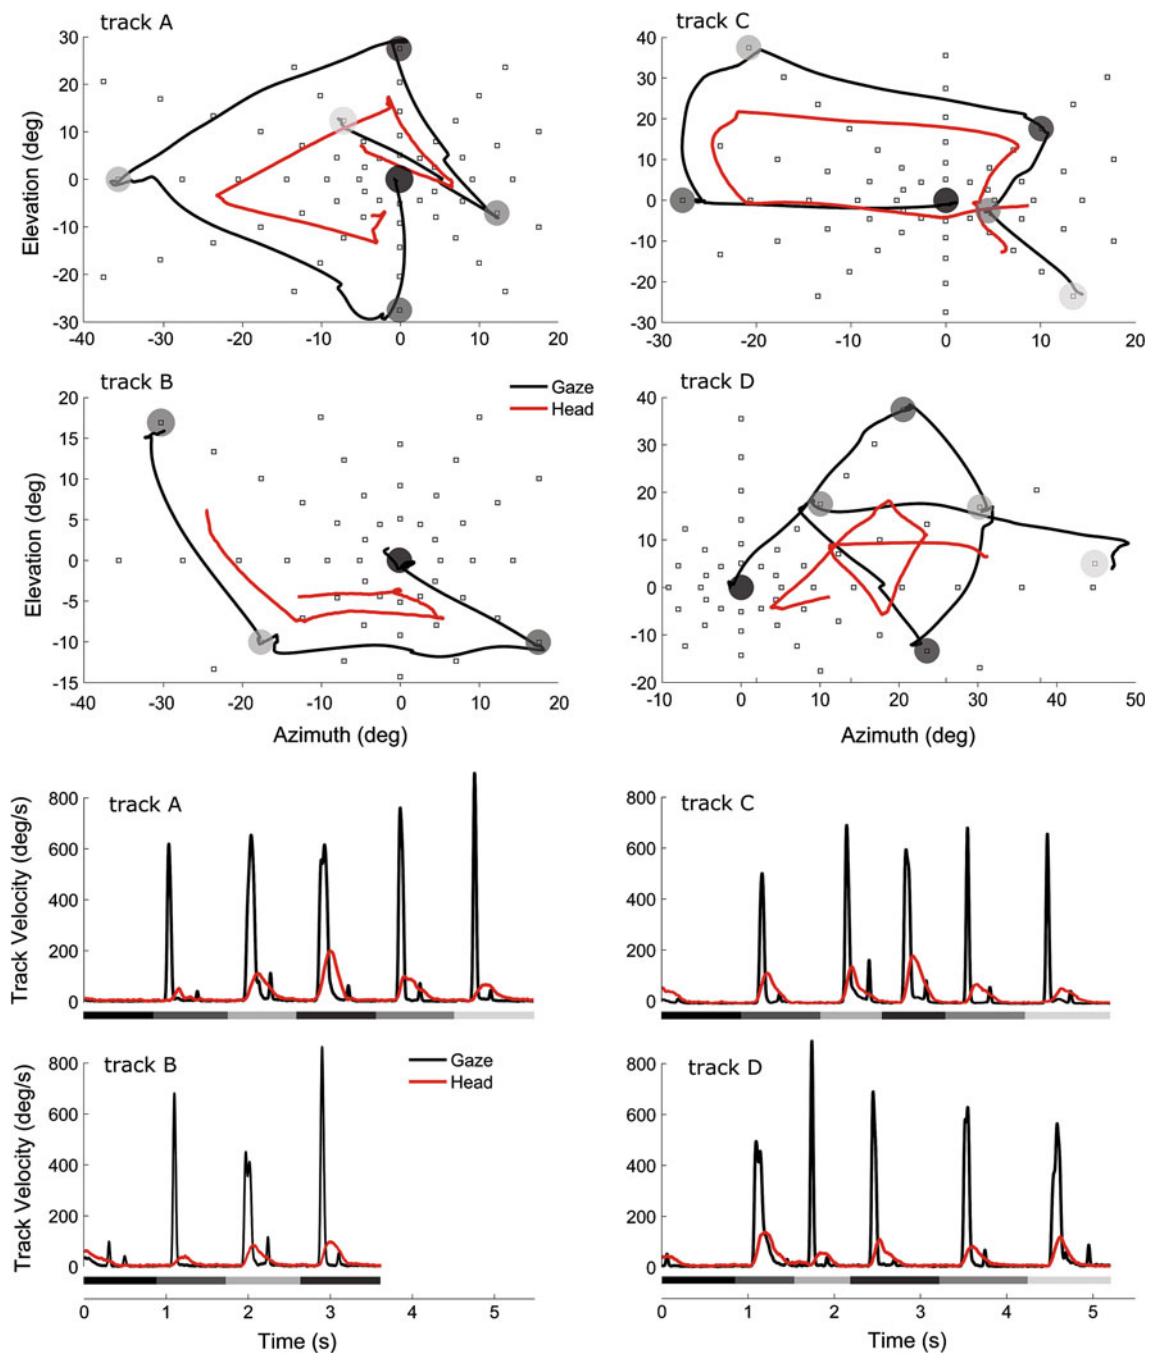 track A
30
20
10
0
-10
-20
-30
-40 -30 -20 -10 0 10 20
Elevation (deg)
track C
40
30
20
10
0
-10
-20
-30
-30 -20 -10 0 10 20
track B
Gaze
Head
20
15
10
5
0
-5
-10
-15
-40 -30 -20 -10 0 10 20
Elevation (deg)
Azimuth (deg)
track D
40
30
20
10
0
-10
-20
-10 0 10 20 30 40 50
Azimuth (deg)
track A
800
600
400
200
0
Track Velocity (deg/s)
track C
800
600
400
200
0
track B
Gaze
Head
800
600
400
200
0
Track Velocity (deg/s)
0 1 2 3 4 5
Time (s)
track D
800
600
400
200
0
0 1 2 3 4 5
Time (s)